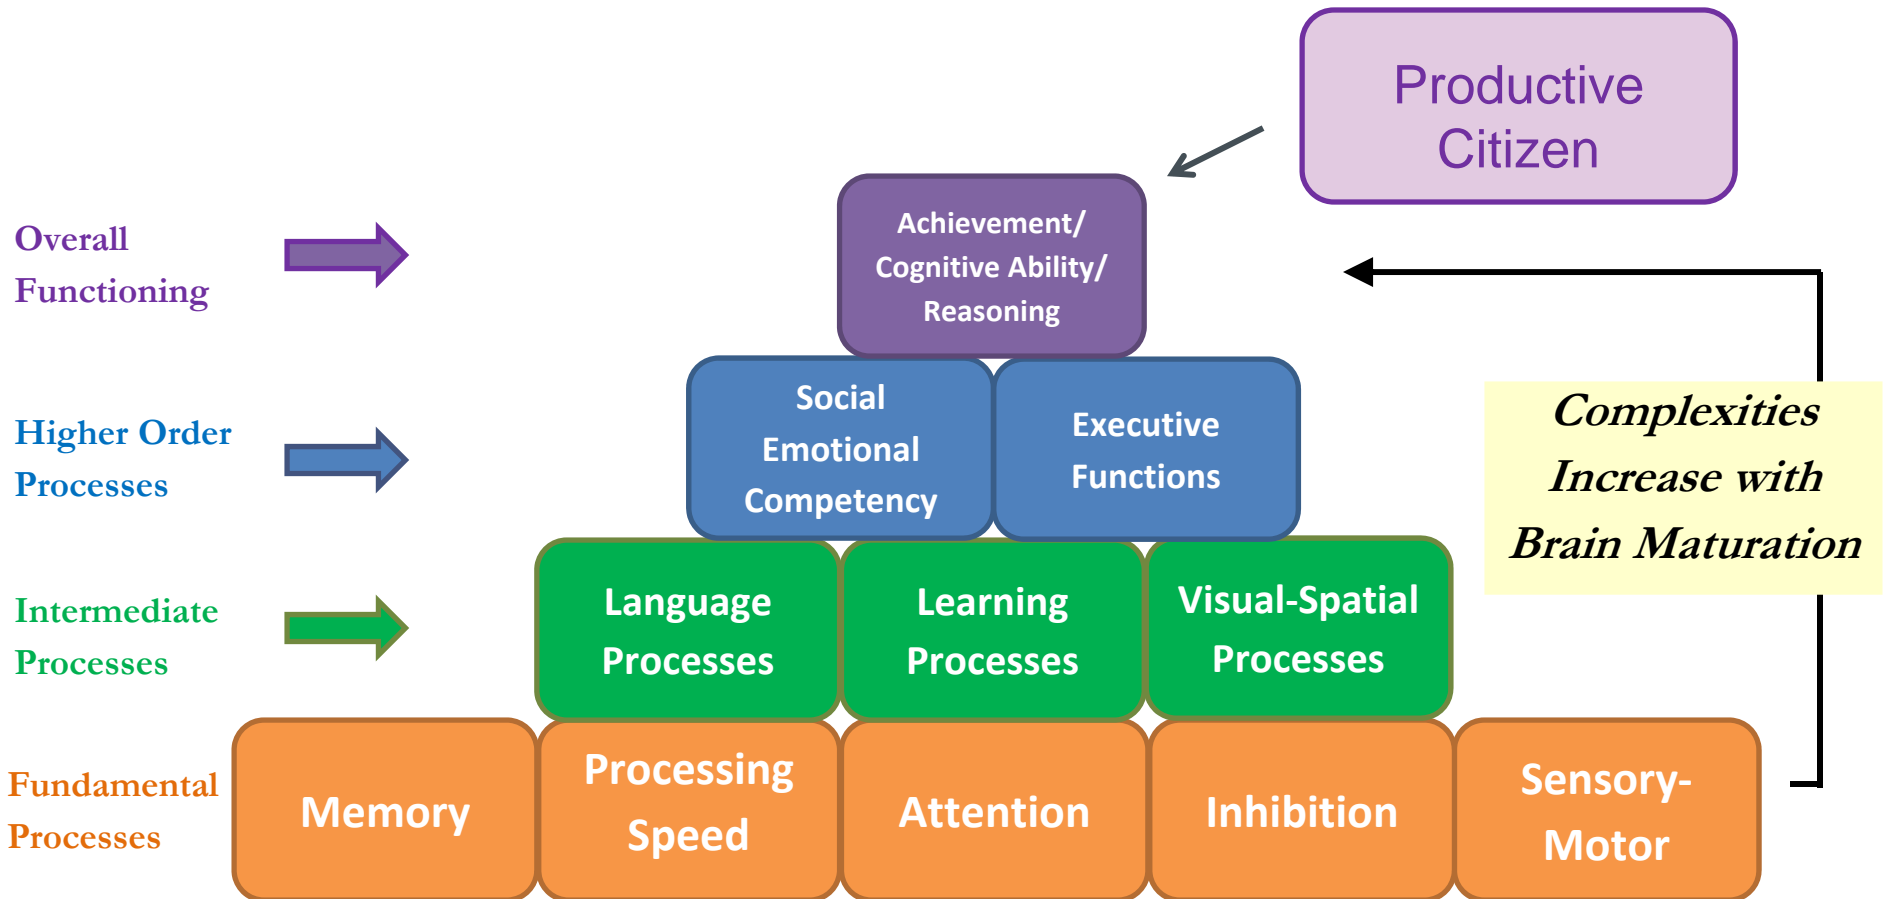 Productive
Citizen
Overall
Functioning
Achievement/
Cognitive Ability/
Reasoning
Higher Order
Processes
Social
Emotional
Competency
Executive
Functions
Complexities
Increase with
Brain Maturation
Intermediate
Processes
Language
Processes
Learning
Processes
Visual-Spatial
Processes
Fundamental
Processes
Memory
Processing
Speed
Attention
Inhibition
Sensory-
Motor